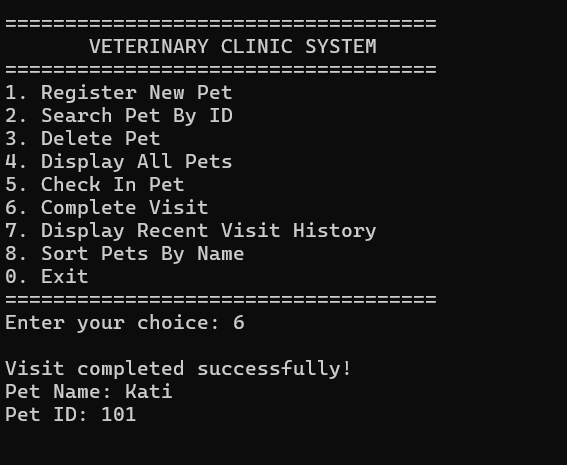 ====================================
       VETERINARY CLINIC SYSTEM
====================================
1. Register New Pet
2. Search Pet By ID
3. Delete Pet
4. Display All Pets
5. Check In Pet
6. Complete Visit
7. Display Recent Visit History
8. Sort Pets By Name
0. Exit
====================================
Enter your choice: 6

Visit completed successfully!
Pet Name: Kati
Pet ID: 101